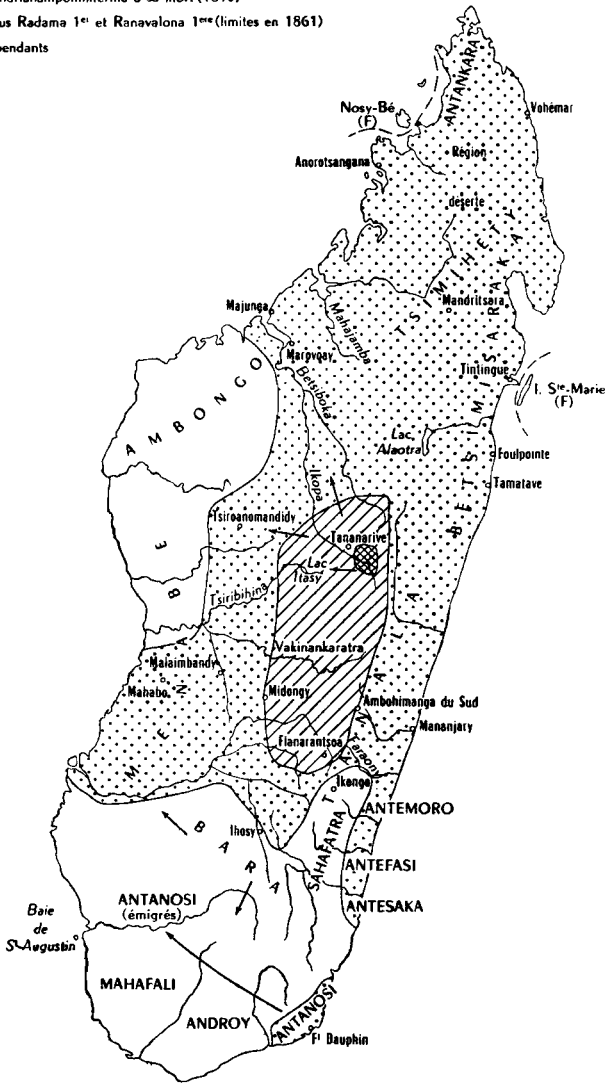 us Radama 1er et Ranavalona 1ere (limites en 1861)
pendants
ANTANKARA
Nosy-Bé
(F)
Vohémar
Région
Anorotsangana
déserte
TSIMIHETY
Majunga
Mahajamba
Mandritsara
BETSIMISARAKA
Marovoay
Betsiboka
Tintingue
I. Ste-Marie
(F)
AMBONGO
Lac
Alaotra
Foulpointe
Ikopa
Tamatave
Tsiroanomandidy
Tananarive
Lac
Itasy
Tsiribihina
MENABE
Vakinankaratra
TANALA
Malaimbandy
Mahabo
Midongy
Ambohimanga du Sud
Mananjary
Fianarantsoa
Faraony
Ikongo
ANTEMORO
Ihosy
BARA
SAHAFATRA
ANTEFASI
ANTANOSI
(émigrés)
ANTESAKA
Baie
de
St-Augustin
MAHAFALI
ANDROY
ANTANOSI
Ft Dauphin